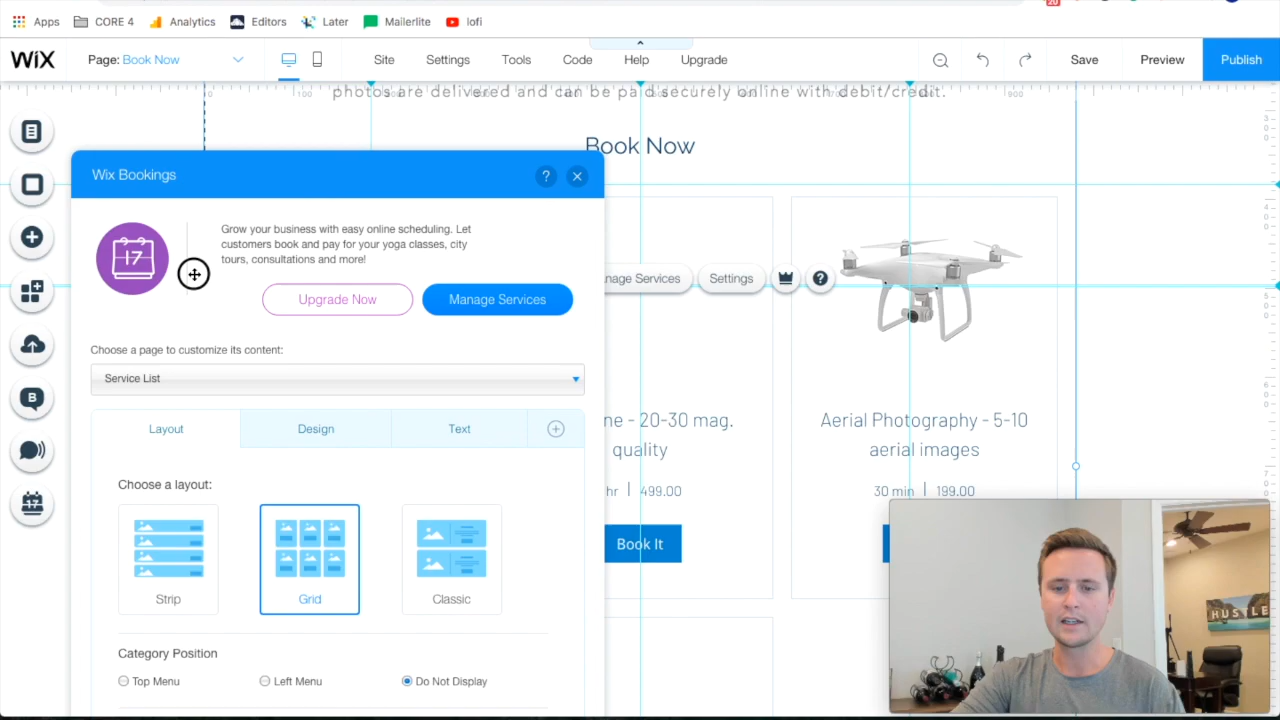 20
Apps
CORE 4
Analytics
Editors
Later
Mailerlite
lofi
WiX
Page: Book Now
Site
Settings
Tools
Code
Help
Upgrade
Save
Preview
Publish
100
900
photos are delivered and can be paid securely online with debit/credit.
Book Now
Wix Bookings
?
17
Grow your business with easy online scheduling. Let
customers book and pay for your yoga classes, city
tours, consultations and more!
Upgrade Now
Manage Services
nage Services
Settings
?
Choose a page to customize its content:
Service List
Layout
Design
Text
Choose a layout:
Strip
Grid
Classic
Category Position
Top Menu
Left Menu
Do Not Display
ne - 20-30 mag.
quality
hr | 499.00
Book It
Aerial Photography - 5-10
aerial images
30 min | 199.00
B
17
HUSTLE